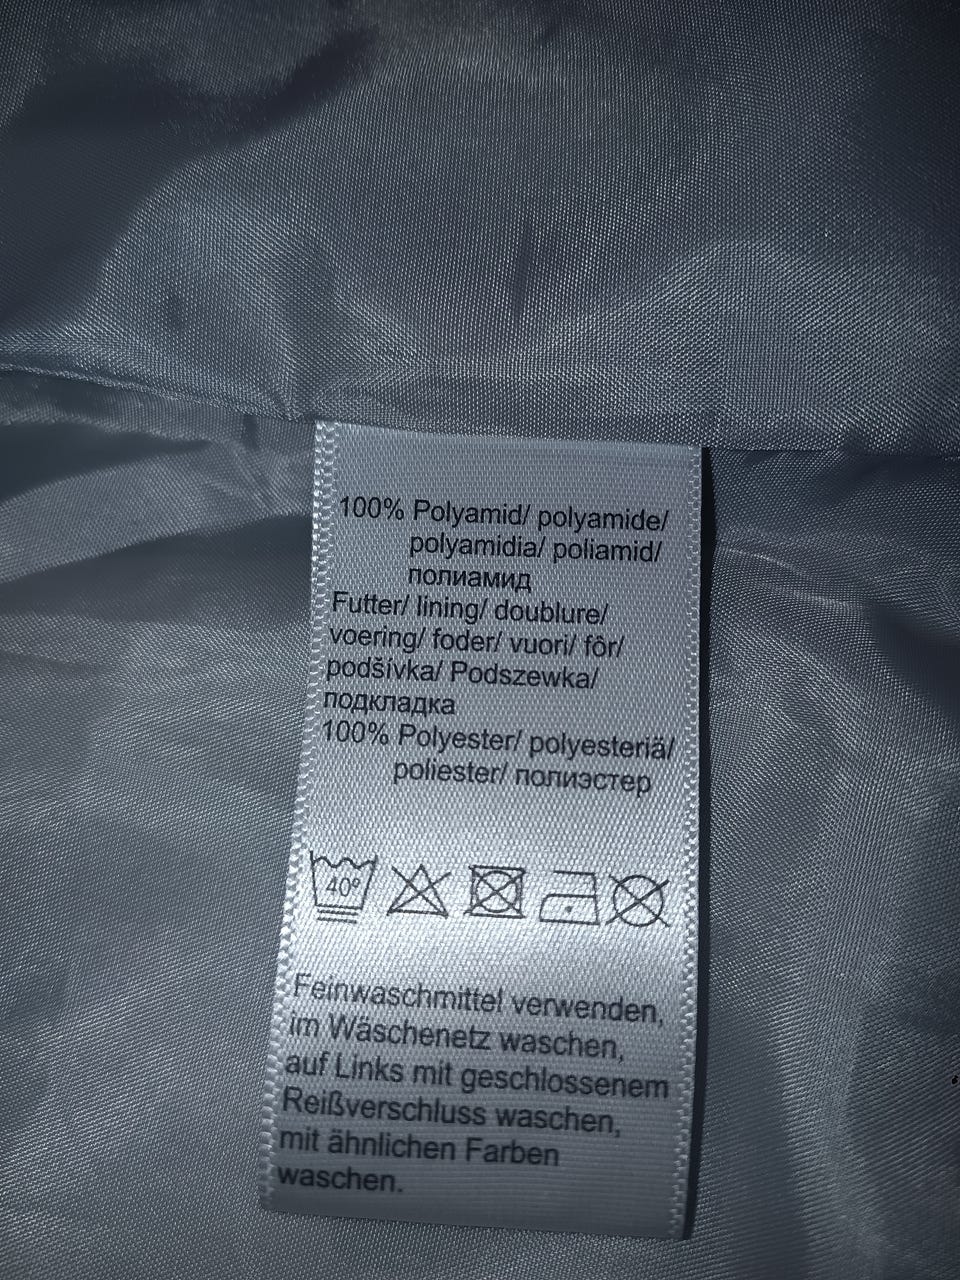 100% Polyamid/ polyamide/
polyamidia/ poliamid/
полиамид
Futter/ lining/ doublure/
voering/ foder/ vuori/ fôr/
podšívka/ Podszewka/
подкладка
100% Polyester/ polyesteriä/
poliester/ полиэстер
40°
Feinwaschmittel verwenden,
im Wäschenetz waschen,
auf Links mit geschlossenem
Reißverschluss waschen,
mit ähnlichen Farben
waschen.